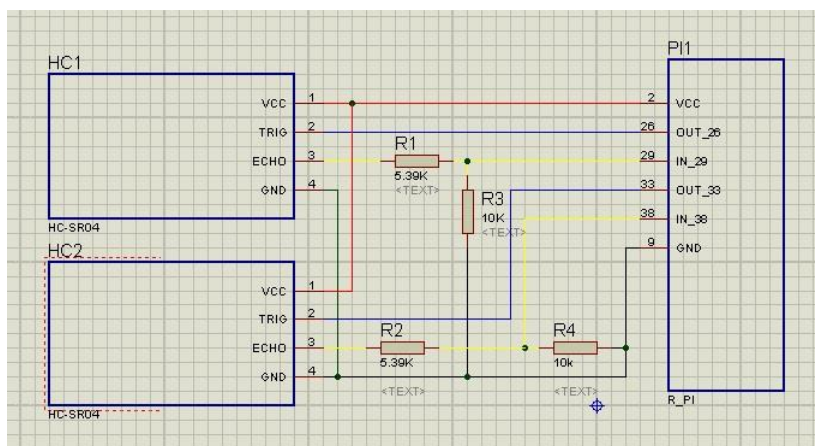 HC1
PI1
VCC 1
2 VCC
TRIG 2
26 OUT_26
R1
ECHO 3
29 IN_29
5.39K
<TEXT>
GND 4
33 OUT_33
R3
10K
<TEXT>
38 IN_38
HC-SR04
9 GND
HC2
VCC 1
TRIG 2
R2
R4
ECHO 3
5.39K
10k
GND 4
<TEXT>
<TEXT>
R_PI
HC-SR04